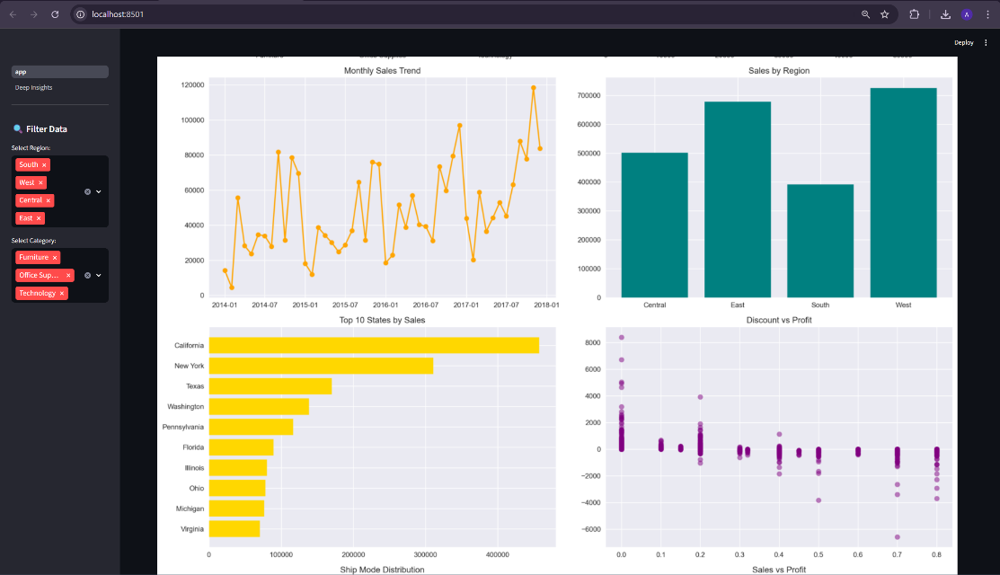 localhost:8501
A
Deploy
app
Deep Insights
Filter Data
Select Region:
South ×
West ×
Central ×
East ×
Select Category:
Furniture ×
Office Sup... ×
Technology ×
Monthly Sales Trend
120000
100000
80000
60000
40000
20000
0
2014-01 2014-07 2015-01 2015-07 2016-01 2016-07 2017-01 2017-07 2018-01
Sales by Region
700000
600000
500000
400000
300000
200000
100000
0
Central East South West
Top 10 States by Sales
California
New York
Texas
Washington
Pennsylvania
Florida
Illinois
Ohio
Michigan
Virginia
0 100000 200000 300000 400000
Discount vs Profit
8000
6000
4000
2000
0
−2000
−4000
−6000
0.0 0.1 0.2 0.3 0.4 0.5 0.6 0.7 0.8
Ship Mode Distribution
Sales vs Profit